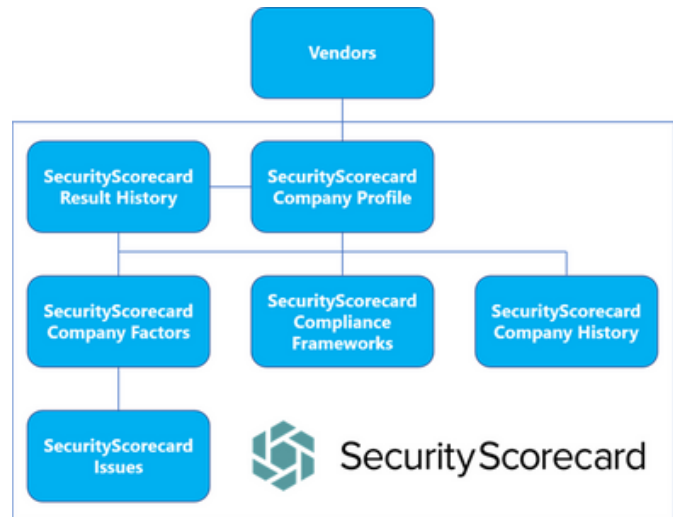 Vendors
SecurityScorecard
Result History
SecurityScorecard
Company Profile
SecurityScorecard
Company Factors
SecurityScorecard
Compliance
Frameworks
SecurityScorecard
Company History
SecurityScorecard
Issues
SecurityScorecard